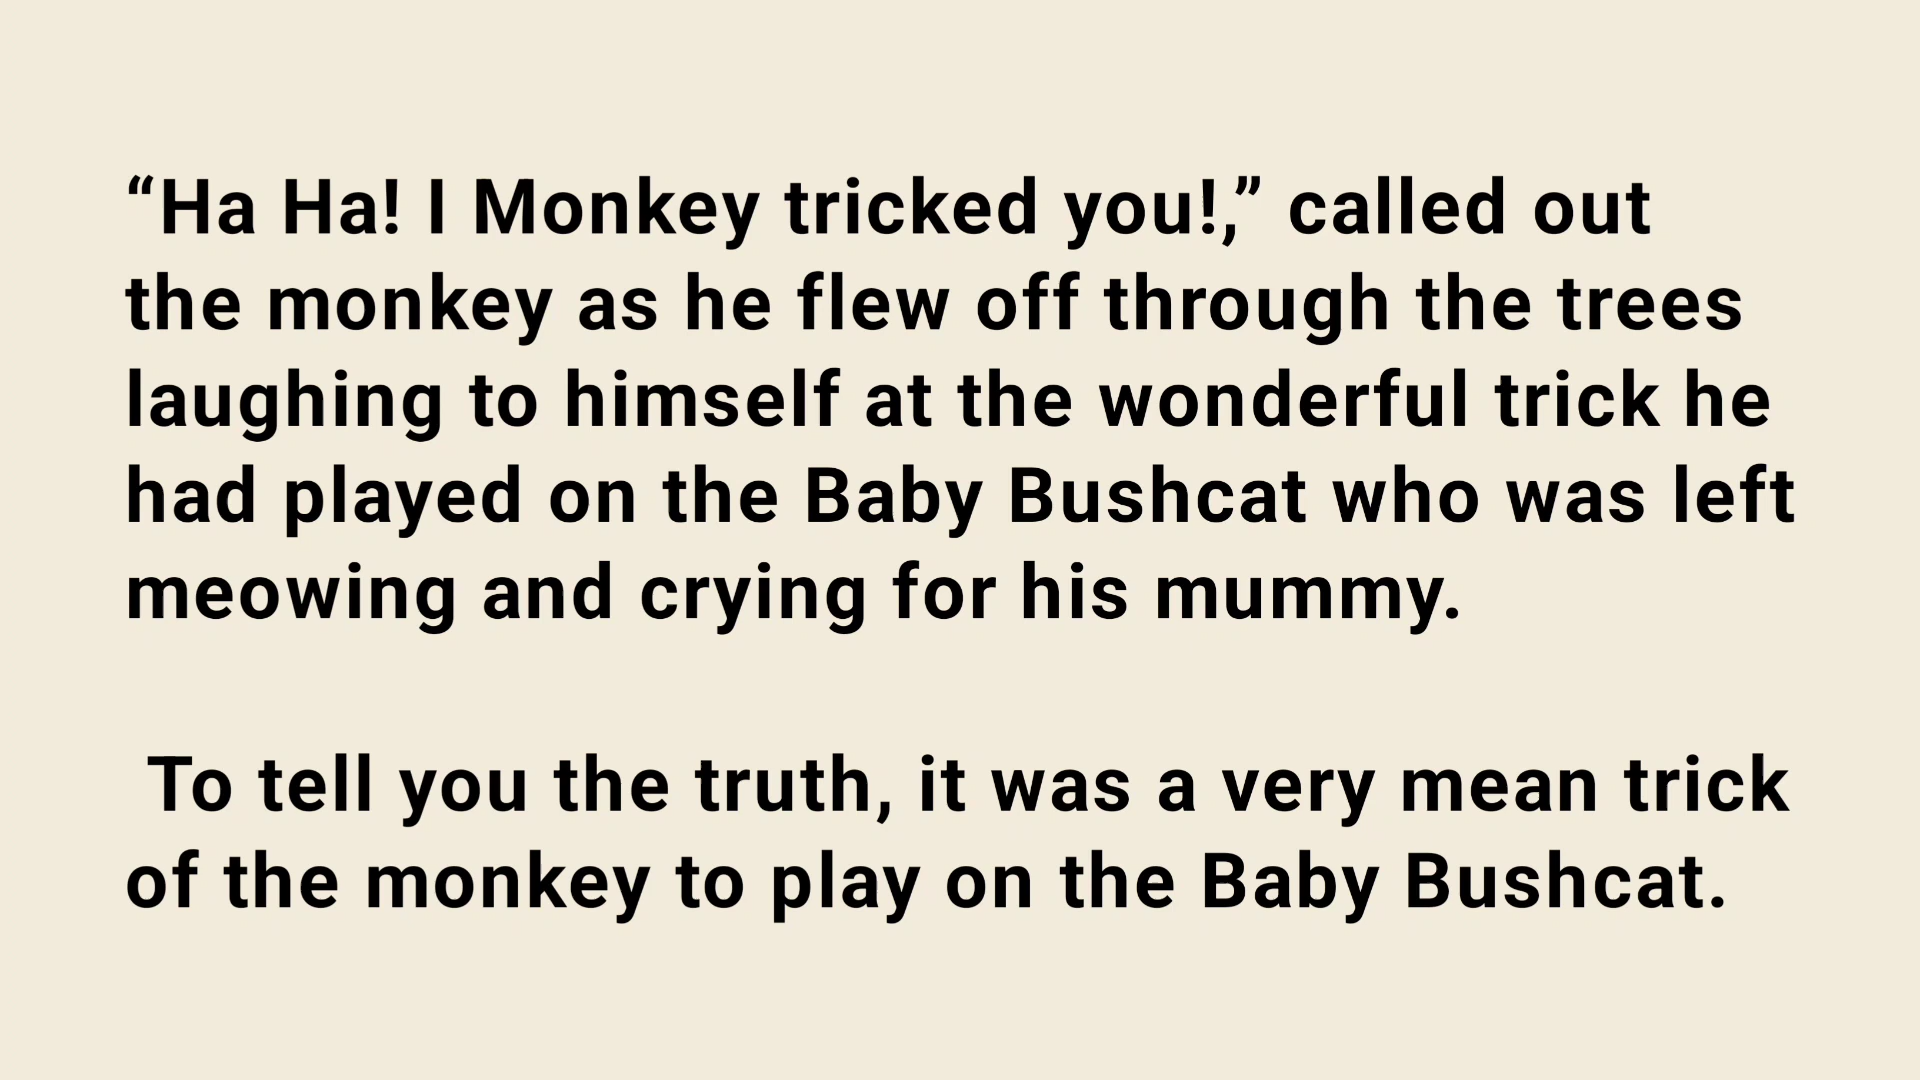 “Ha Ha! I Monkey tricked you!,” called out
the monkey as he flew off through the trees
laughing to himself at the wonderful trick he
had played on the Baby Bushcat who was left
meowing and crying for his mummy.
To tell you the truth, it was a very mean trick
of the monkey to play on the Baby Bushcat.